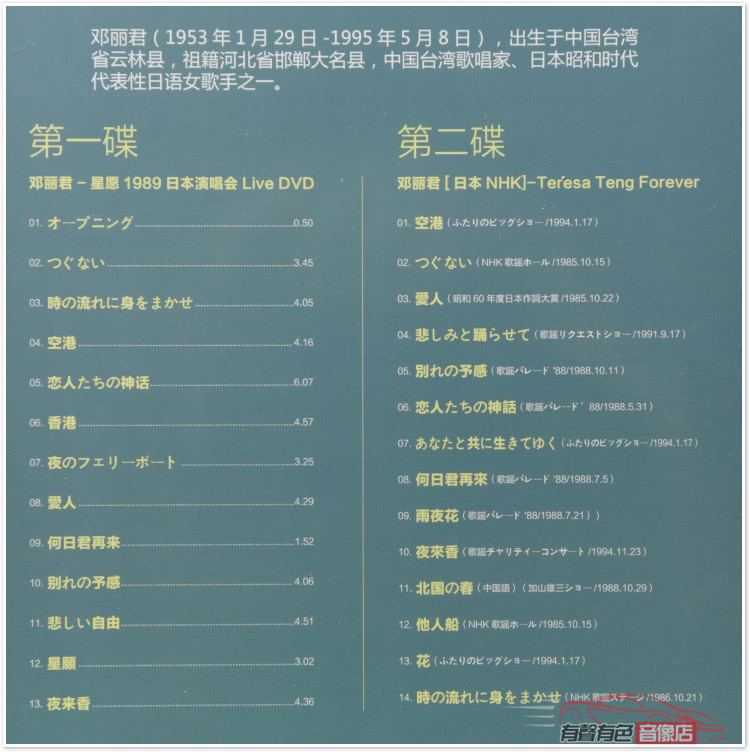 邓丽君（1953年1月29日-1995年5月8日），出生于中国台湾
省云林县，祖籍河北省邯郸大名县，中国台湾歌唱家、日本昭和时代
代表性日语女歌手之一。
第一碟
邓丽君－星愿 1989 日本演唱会 Live DVD
01. オープニング........0.50
02. つぐない........3.45
03. 時の流れに身をまかせ........4.05
04. 空港........4.16
05. 恋人たちの神话........6.07
06. 香港........4.57
07. 夜のフェリーボート........3.25
08. 愛人........4.29
09. 何日君再来........1.52
10. 別れの予感........4.06
11. 悲しい自由........4.51
12. 星願........3.02
13. 夜来香........4.36
第二碟
邓丽君[日本 NHK]-Teresa Teng Forever
01. 空港（ふたりのビッグショー/1994.1.17）
02. つぐない（NHK 歌謡ホール/1985.10.15）
03. 愛人（昭和60年度日本作詞大賞/1985.10.22）
04. 悲しみと踊らせて（歌謡リクエストショー/1991.9.17）
05. 別れの予感（歌謡パレード '88/1988.10.11）
06. 恋人たちの神話（歌謡パレード’88/1988.5.31）
07. あなたと共に生きてゆく（ふたりのビッグショー/1994.1.17）
08. 何日君再來（歌謡パレード '88/1988.7.5）
09. 雨夜花（歌謡パレード '88/1988.7.21））
10. 夜來香（歌謡チャリティーコンサート/1994.11.23）
11. 北国の春（中国語）（加山雄三ショー/1988.10.29）
12. 他人船（NHK 歌謡ホール/1985.10.15）
13. 花（ふたりのビッグショー/1994.1.17）
14. 時の流れに身をまかせ（NHK 歌謡ステージ/1986.10.21）
有聲有色 音像店